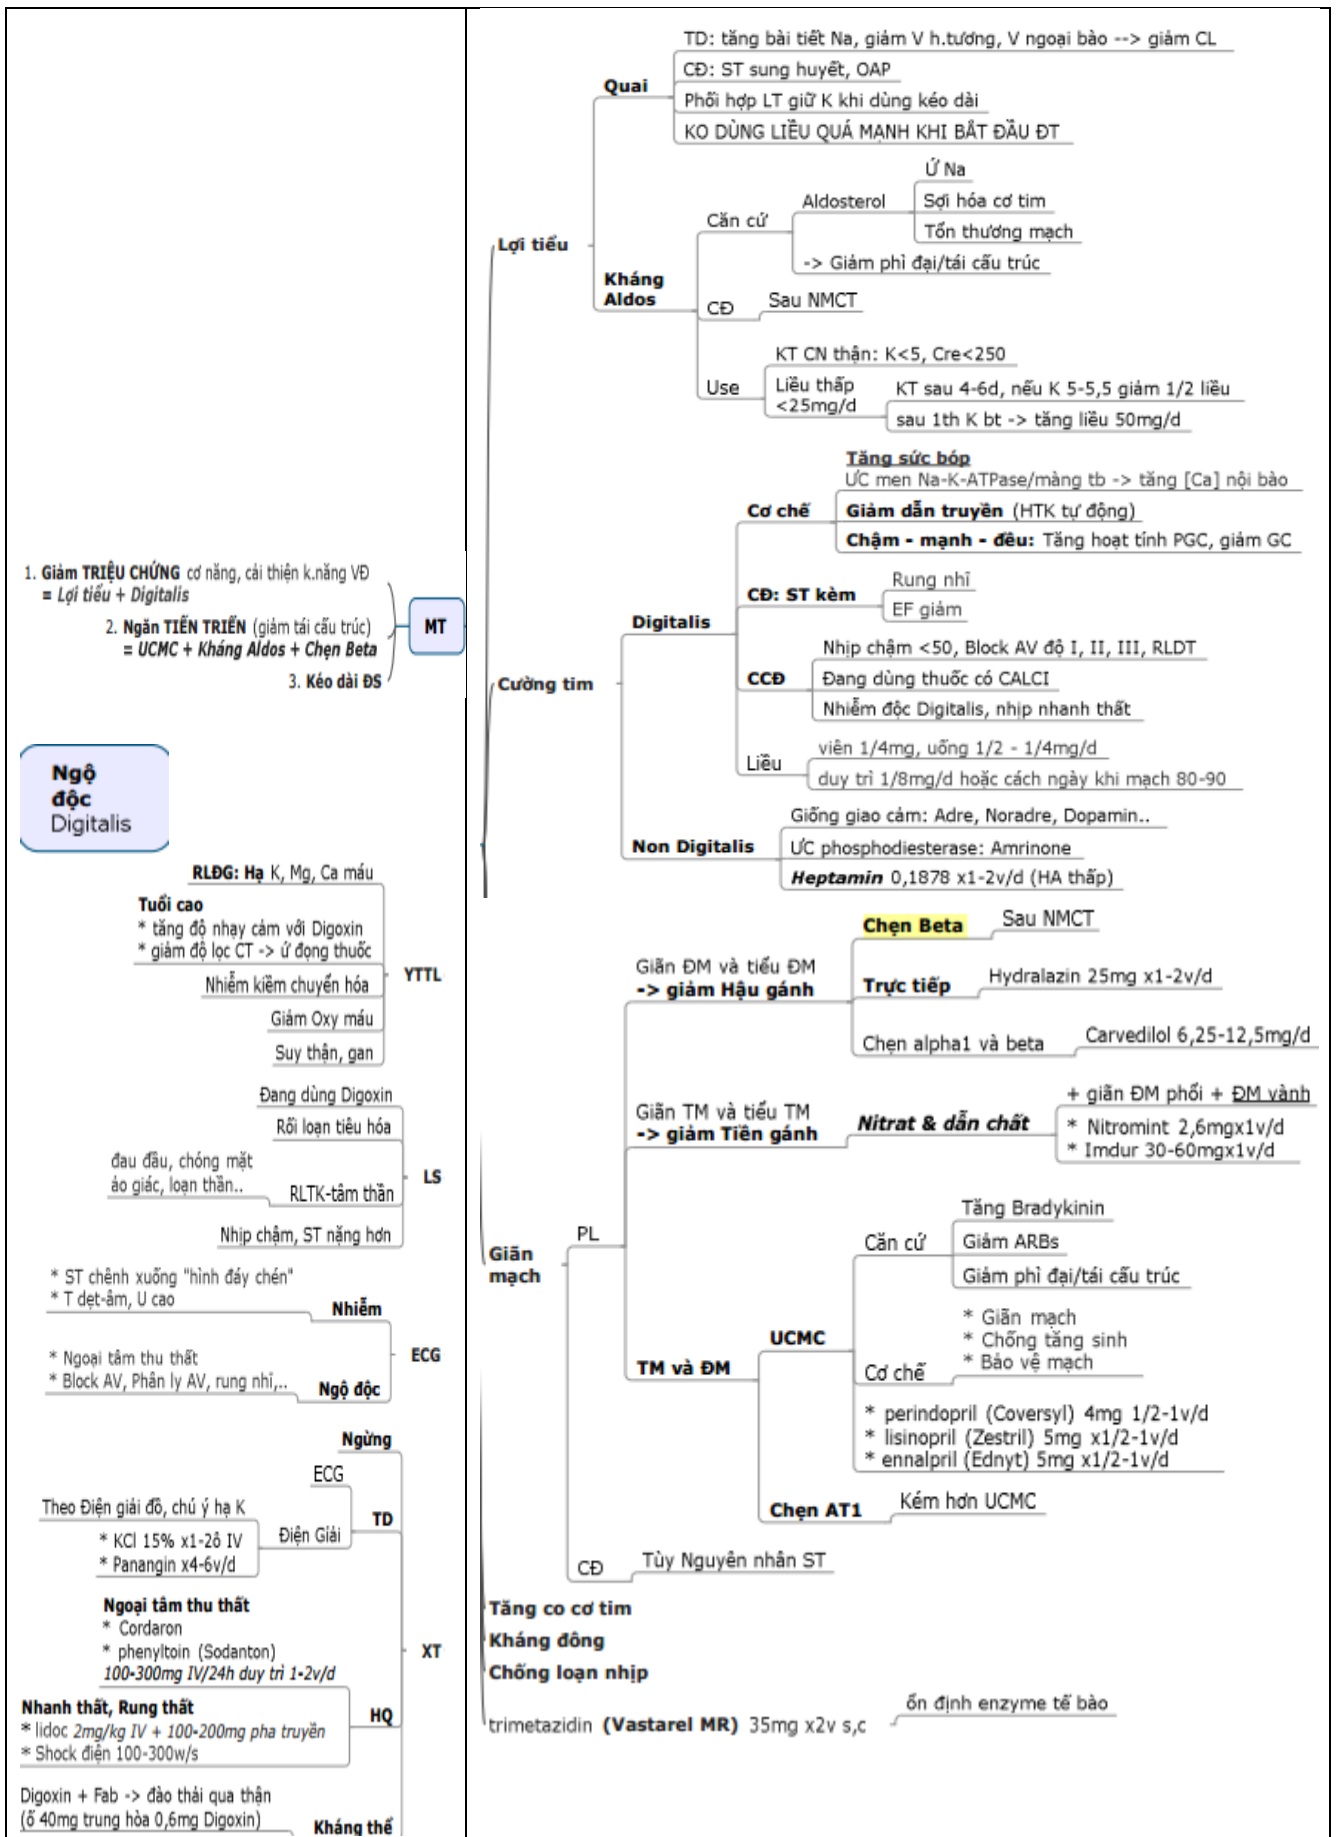 1. Giảm TRIỆU CHỨNG cơ năng, cải thiện k.năng VĐ
= Lợi tiểu + Digitalis
2. Ngăn TIẾN TRIỂN (giảm tái cấu trúc)
= UCMC + Kháng Aldos + Chẹn Beta
3. Kéo dài ĐS
MT
Ngộ
độc
Digitalis
RLĐG: Hạ K, Mg, Ca máu
Tuổi cao
* tăng độ nhạy cảm với Digoxin
* giảm độ lọc CT -> ứ đọng thuốc
Nhiễm kiềm chuyển hóa
Giảm Oxy máu
Suy thận, gan
YTTL
Đang dùng Digoxin
Rối loạn tiêu hóa
đau đầu, chóng mặt
ảo giác, loạn thần..
RLTK-tâm thần
Nhịp chậm, ST nặng hơn
LS
* ST chênh xuống "hình đáy chén"
* T dẹt-âm, U cao
Nhiễm
* Ngoại tâm thu thất
* Block AV, Phân ly AV, rung nhĩ,..
Ngộ độc
ECG
Ngừng
ECG
Theo Điện giải đồ, chú ý hạ K
* KCl 15% x1-2ô IV
* Panangin x4-6v/d
Điện Giải
TD
Ngoại tâm thu thất
* Cordaron
* phenyltoin (Sodanton)
100-300mg IV/24h duy trì 1-2v/d
Nhanh thất, Rung thất
* lidoc 2mg/kg IV + 100-200mg pha truyền
* Shock điện 100-300w/s
HQ
XT
Digoxin + Fab -> đào thải qua thận
(ố 40mg trung hòa 0,6mg Digoxin)
Kháng thể
Lợi tiểu
Quai
TD: tăng bài tiết Na, giảm V h.tương, V ngoại bào --> giảm CL
CĐ: ST sung huyết, OAP
Phối hợp LT giữ K khi dùng kéo dài
KO DÙNG LIỀU QUÁ MẠNH KHI BẮT ĐẦU ĐT
Kháng
Aldos
Căn cứ
Aldosterol
Ứ Na
Sợi hóa cơ tim
Tổn thương mạch
-> Giảm phì đại/tái cấu trúc
CĐ
Sau NMCT
Use
KT CN thận: K<5, Cre<250
Liều thấp
<25mg/d
KT sau 4-6d, nếu K 5-5,5 giảm 1/2 liều
sau 1th K bt -> tăng liều 50mg/d
Cường tim
Digitalis
Cơ chế
Tăng sức bóp
ƯC men Na-K-ATPase/màng tb -> tăng [Ca] nội bào
Giảm dẫn truyền (HTK tự động)
Chậm - mạnh - đều: Tăng hoạt tính PGC, giảm GC
CĐ: ST kèm
Rung nhĩ
EF giảm
CCĐ
Nhịp chậm <50, Block AV độ I, II, III, RLDT
Đang dùng thuốc có CALCI
Nhiễm độc Digitalis, nhịp nhanh thất
Liều
viên 1/4mg, uống 1/2 - 1/4mg/d
duy trì 1/8mg/d hoặc cách ngày khi mạch 80-90
Non Digitalis
Giống giao cảm: Adre, Noradre, Dopamin..
ƯC phosphodiesterase: Amrinone
Heptamin 0,1878 x1-2v/d (HA thấp)
Giãn
mạch
PL
Giãn ĐM và tiểu ĐM
-> giảm Hậu gánh
Chẹn Beta
Sau NMCT
Trực tiếp
Hydralazin 25mg x1-2v/d
Chẹn alpha1 và beta
Carvedilol 6,25-12,5mg/d
Giãn TM và tiểu TM
-> giảm Tiền gánh
Nitrat & dẫn chất
+ giãn ĐM phổi + ĐM vành
* Nitromint 2,6mgx1v/d
* Imdur 30-60mgx1v/d
TM và ĐM
UCMC
Căn cứ
Tăng Bradykinin
Giảm ARBs
Giảm phì đại/tái cấu trúc
Cơ chế
* Giãn mạch
* Chống tăng sinh
* Bảo vệ mạch
* perindopril (Coversyl) 4mg 1/2-1v/d
* lisinopril (Zestril) 5mg x1/2-1v/d
* ennalpril (Ednyt) 5mg x1/2-1v/d
Chẹn AT1
Kém hơn UCMC
CĐ
Tùy Nguyên nhân ST
Tăng co cơ tim
Kháng đông
Chống loạn nhịp
trimetazidin (Vastarel MR) 35mg x2v s,c
ổn định enzyme tế bào